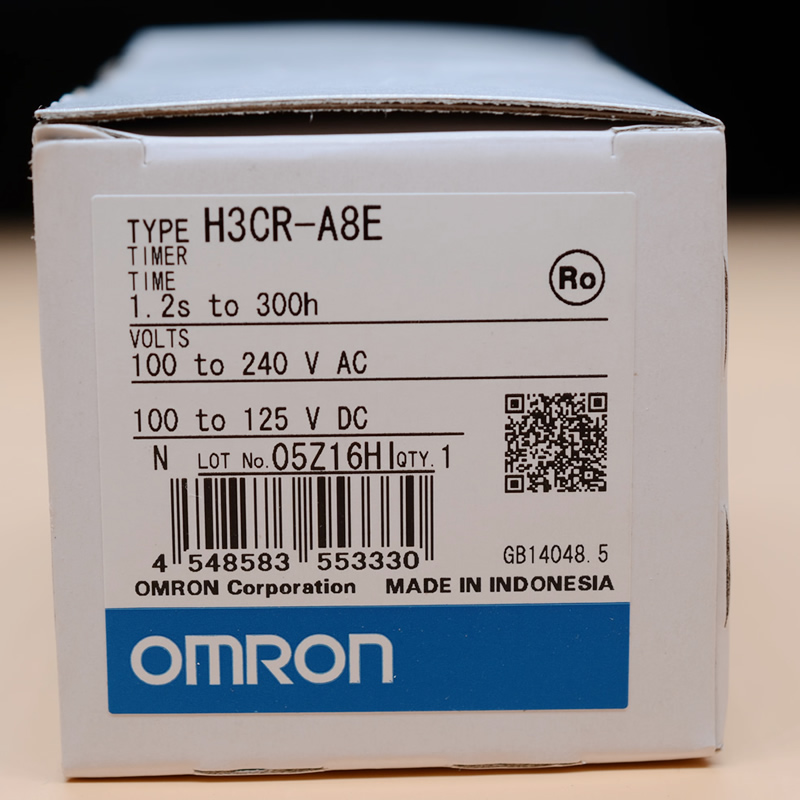 TYPE H3CR-A8E
TIMER
TIME
1.2s to 300h
Ro
VOLTS
100 to 240 V AC
100 to 125 V DC
N LOT No. 05Z16HI QTY. 1
4 548583 553330
GB14048.5
OMRON Corporation MADE IN INDONESIA
OMRON